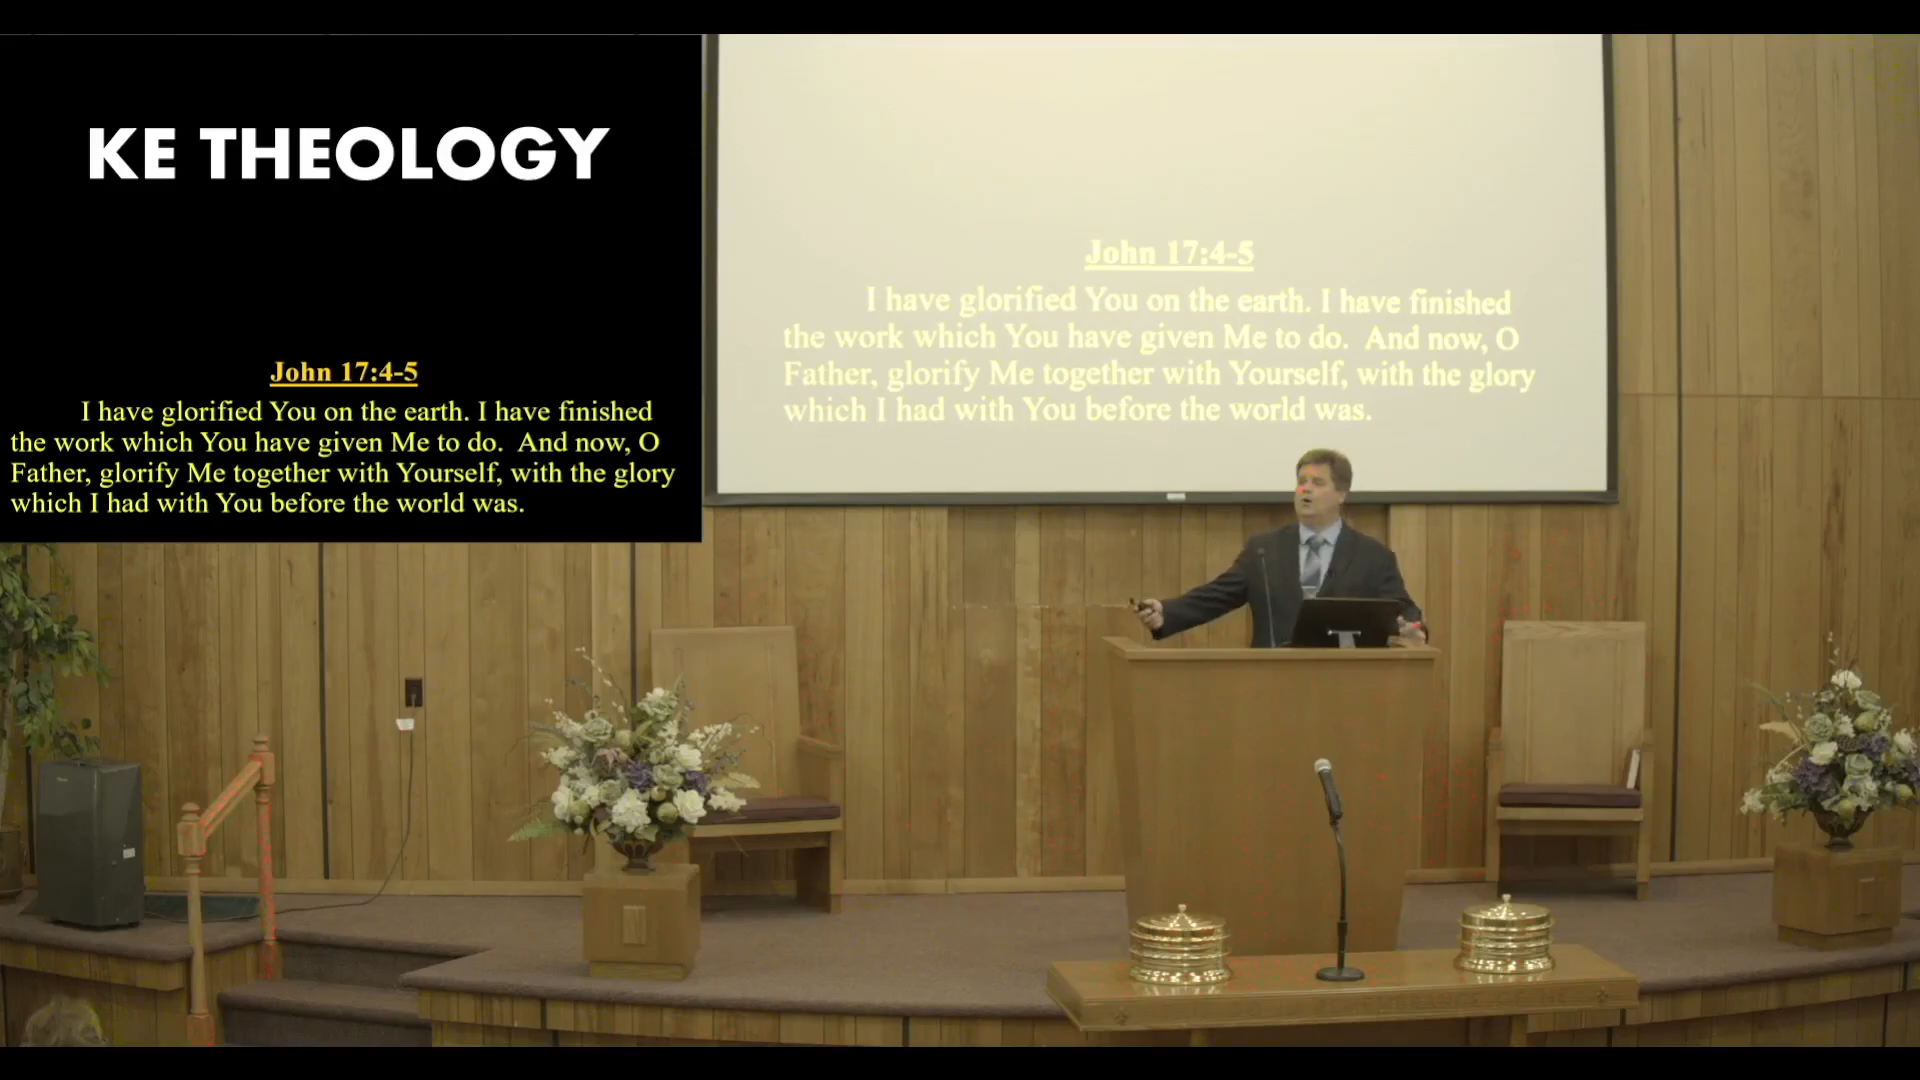 KE THEOLOGY
John 17:4-5
I have glorified You on the earth. I have finished
the work which You have given Me to do.  And now, O
Father, glorify Me together with Yourself, with the glory
which I had with You before the world was.
John 17:4-5
I have glorified You on the earth. I have finished
the work which You have given Me to do.  And now, O
Father, glorify Me together with Yourself, with the glory
which I had with You before the world was.